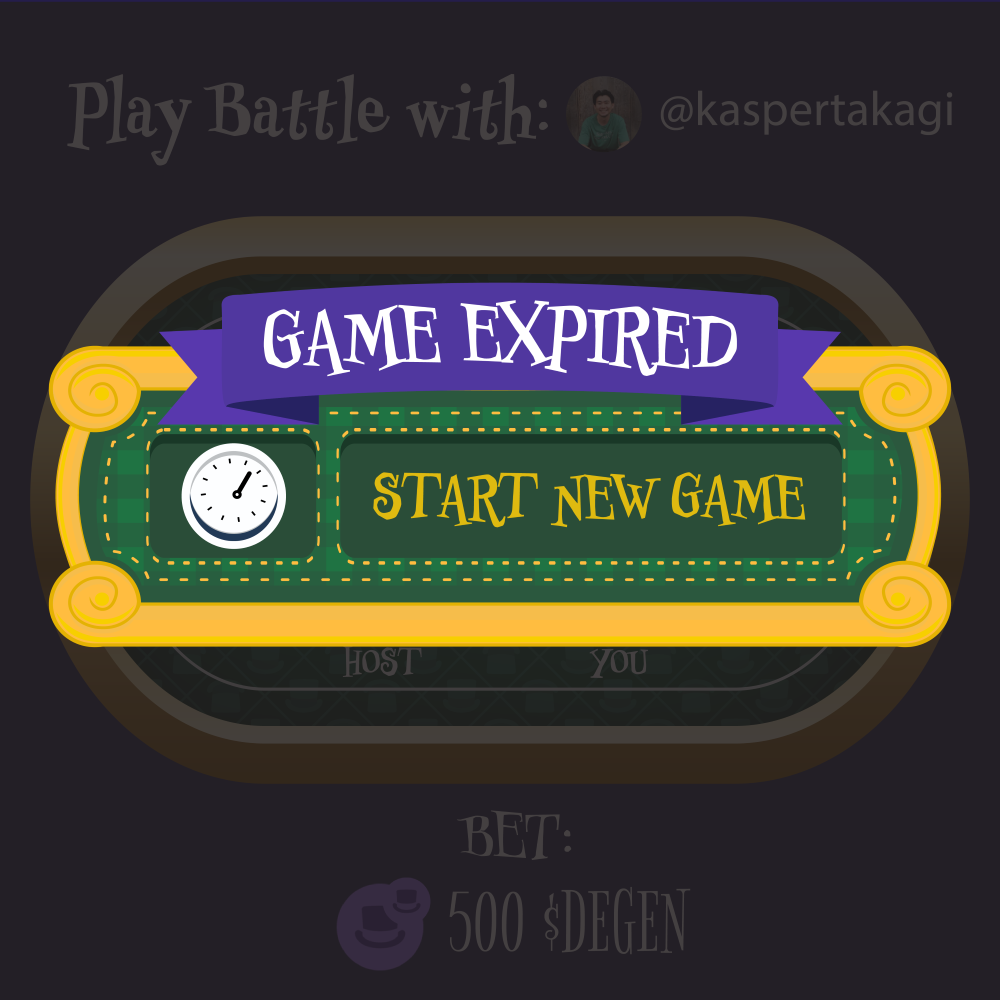 Play Battle with: @kaspertakagi
GAME EXPIRED
START NEW GAME
HOST YOU
BET:
500 $DEGEN